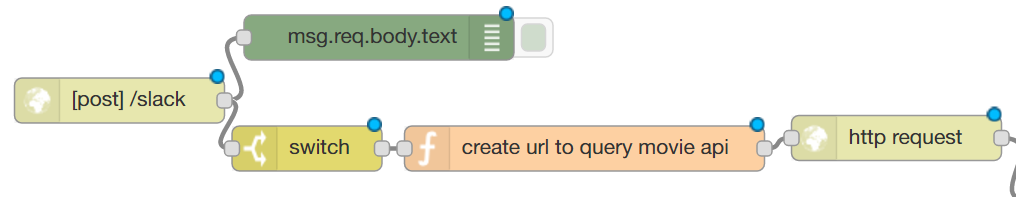 msg.req.body.text
[post] /slack
switch
create url to query movie api
http request